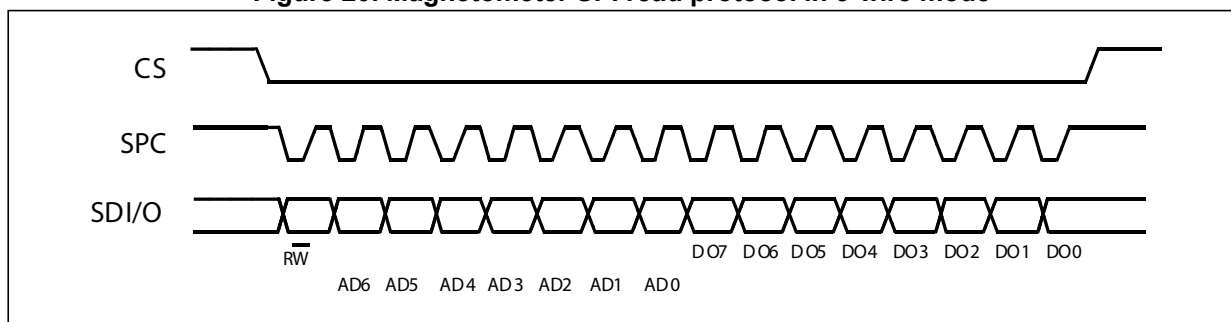 Figure 20. Magnetometer SPI read protocol in 3-wire mode
CS
SPC
SDI/O
RW
DO7 DO6 DO5 DO4 DO3 DO2 DO1 DO0
AD6 AD5 AD4 AD3 AD2 AD1 AD0